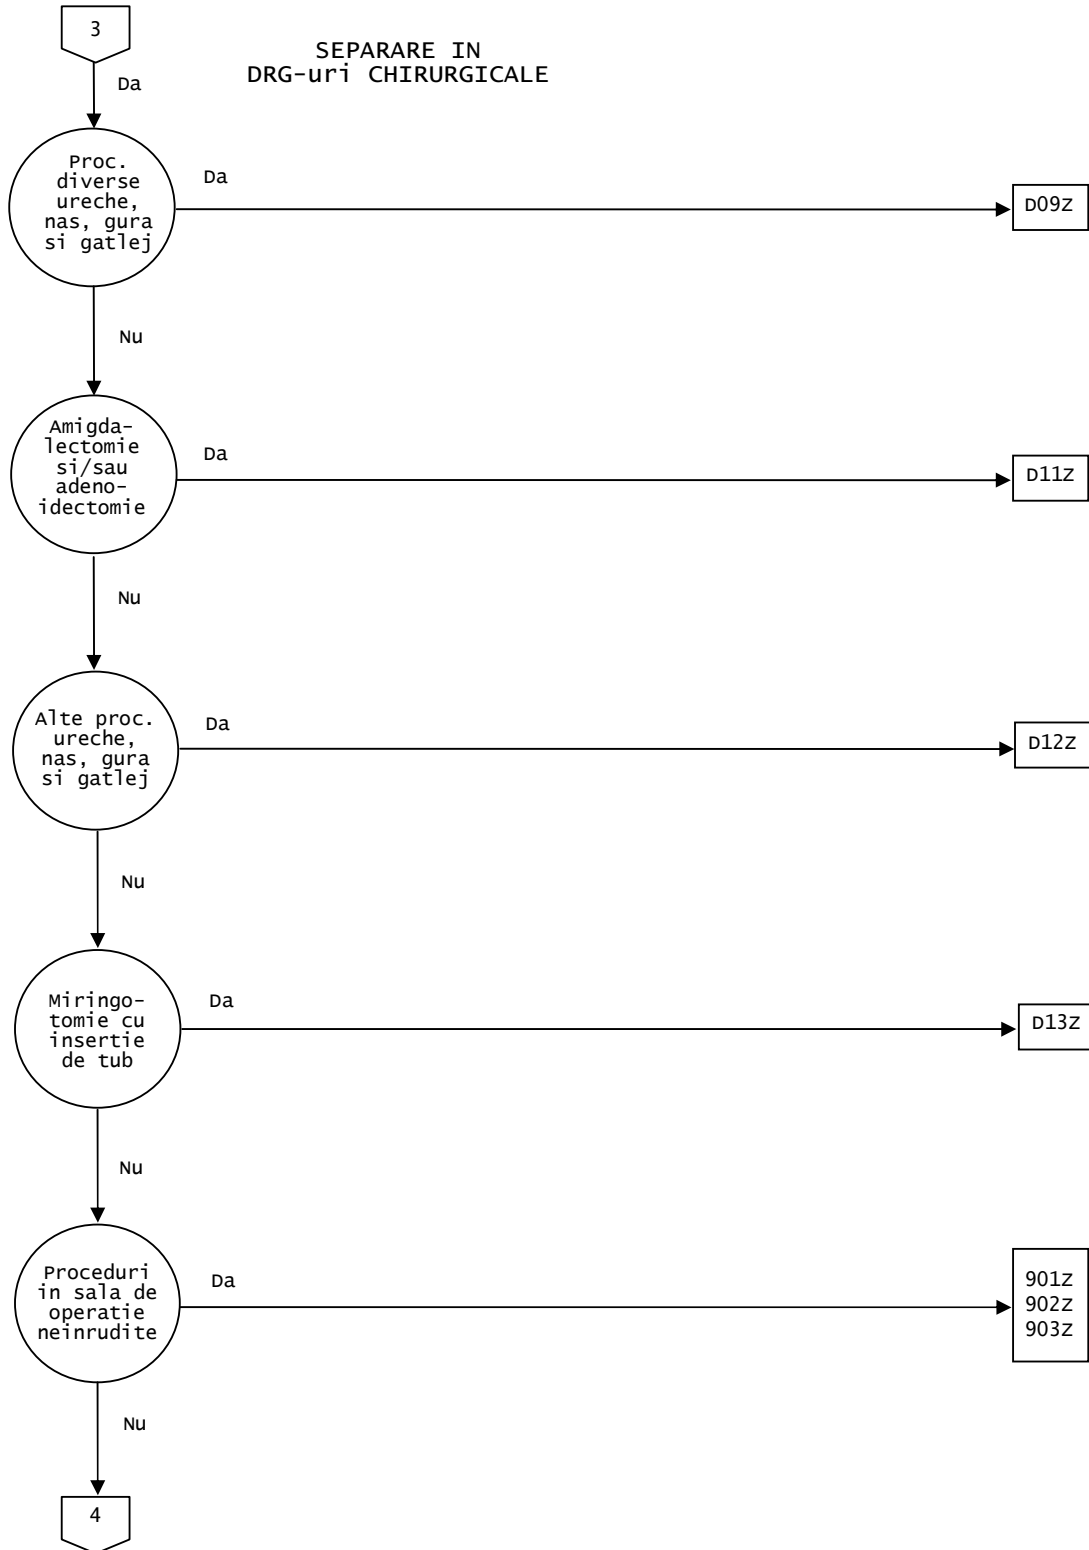 3
SEPARARE IN
DRG-uri CHIRURGICALE
Da
Proc.
diverse
ureche,
nas, gura
si gatlej
Da
D09Z
Nu
Amigda-
lectomie
si/sau
adeno-
idectomie
Da
D11Z
Nu
Alte proc.
ureche,
nas, gura
si gatlej
Da
D12Z
Nu
Miringo-
tomie cu
insertie
de tub
Da
D13Z
Nu
Proceduri
in sala de
operatie
neinrudite
Da
901Z
902Z
903Z
Nu
4